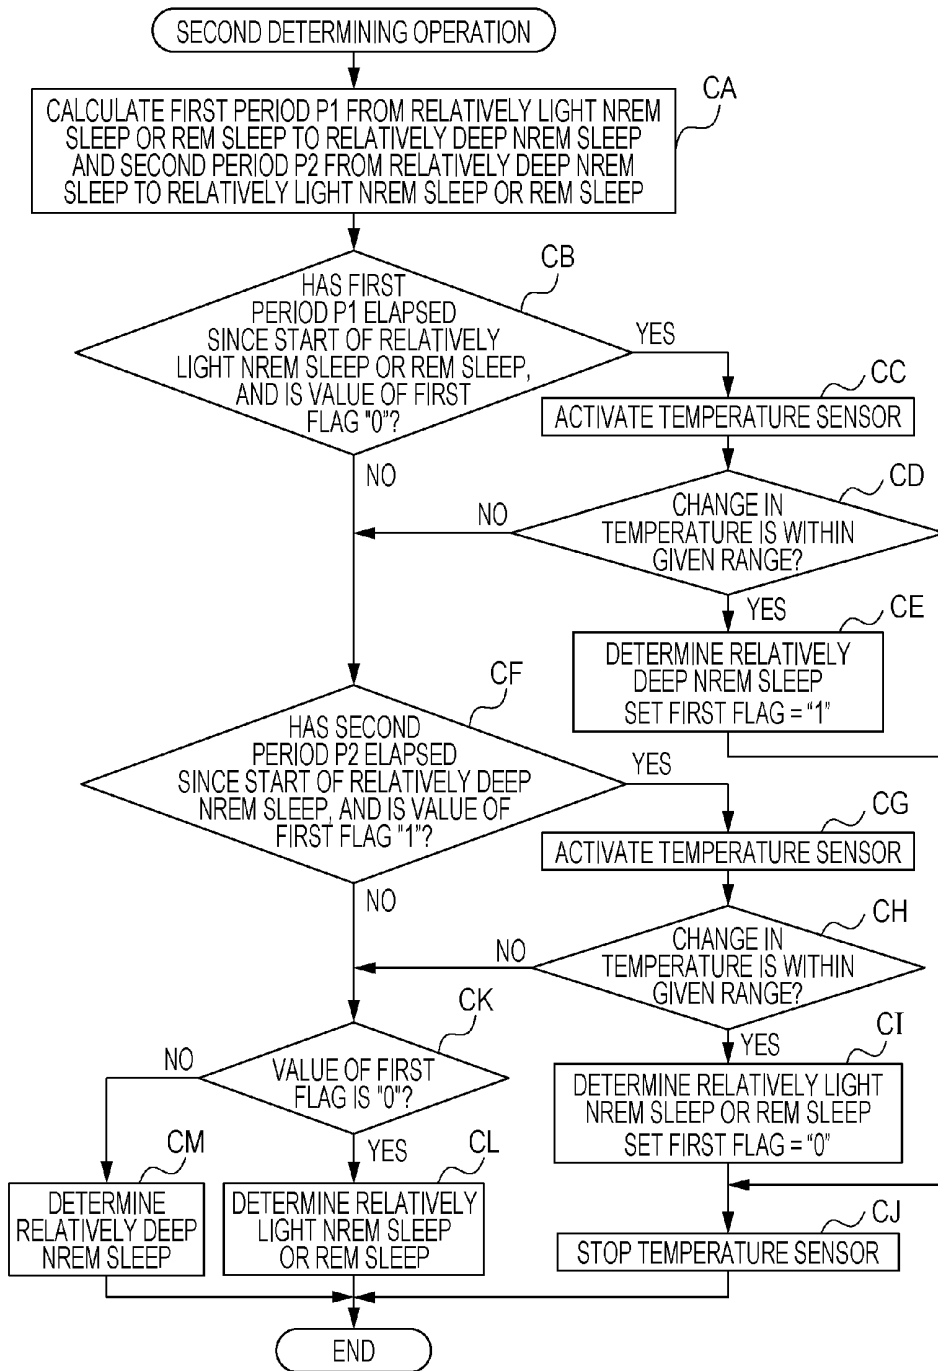 SECOND DETERMINING OPERATION
CA
CALCULATE FIRST PERIOD P1 FROM RELATIVELY LIGHT NREM
SLEEP OR REM SLEEP TO RELATIVELY DEEP NREM SLEEP
AND SECOND PERIOD P2 FROM RELATIVELY DEEP NREM
SLEEP TO RELATIVELY LIGHT NREM SLEEP OR REM SLEEP
CB
HAS FIRST
PERIOD P1 ELAPSED
SINCE START OF RELATIVELY
LIGHT NREM SLEEP OR REM SLEEP,
AND IS VALUE OF FIRST
FLAG "0"?
YES
NO
CC
ACTIVATE TEMPERATURE SENSOR
CD
CHANGE IN
TEMPERATURE IS WITHIN
GIVEN RANGE?
NO
YES
CE
DETERMINE RELATIVELY
DEEP NREM SLEEP
SET FIRST FLAG = “1”
CF
HAS SECOND
PERIOD P2 ELAPSED
SINCE START OF RELATIVELY DEEP
NREM SLEEP, AND IS VALUE OF
FIRST FLAG "1"?
YES
NO
CG
ACTIVATE TEMPERATURE SENSOR
CH
CHANGE IN
TEMPERATURE IS WITHIN
GIVEN RANGE?
NO
YES
CI
DETERMINE RELATIVELY LIGHT
NREM SLEEP OR REM SLEEP
SET FIRST FLAG = “0”
CK
VALUE OF FIRST
FLAG IS "0"?
NO
YES
CM
DETERMINE
RELATIVELY DEEP
NREM SLEEP
CL
DETERMINE RELATIVELY
LIGHT NREM SLEEP
OR REM SLEEP
CJ
STOP TEMPERATURE SENSOR
END